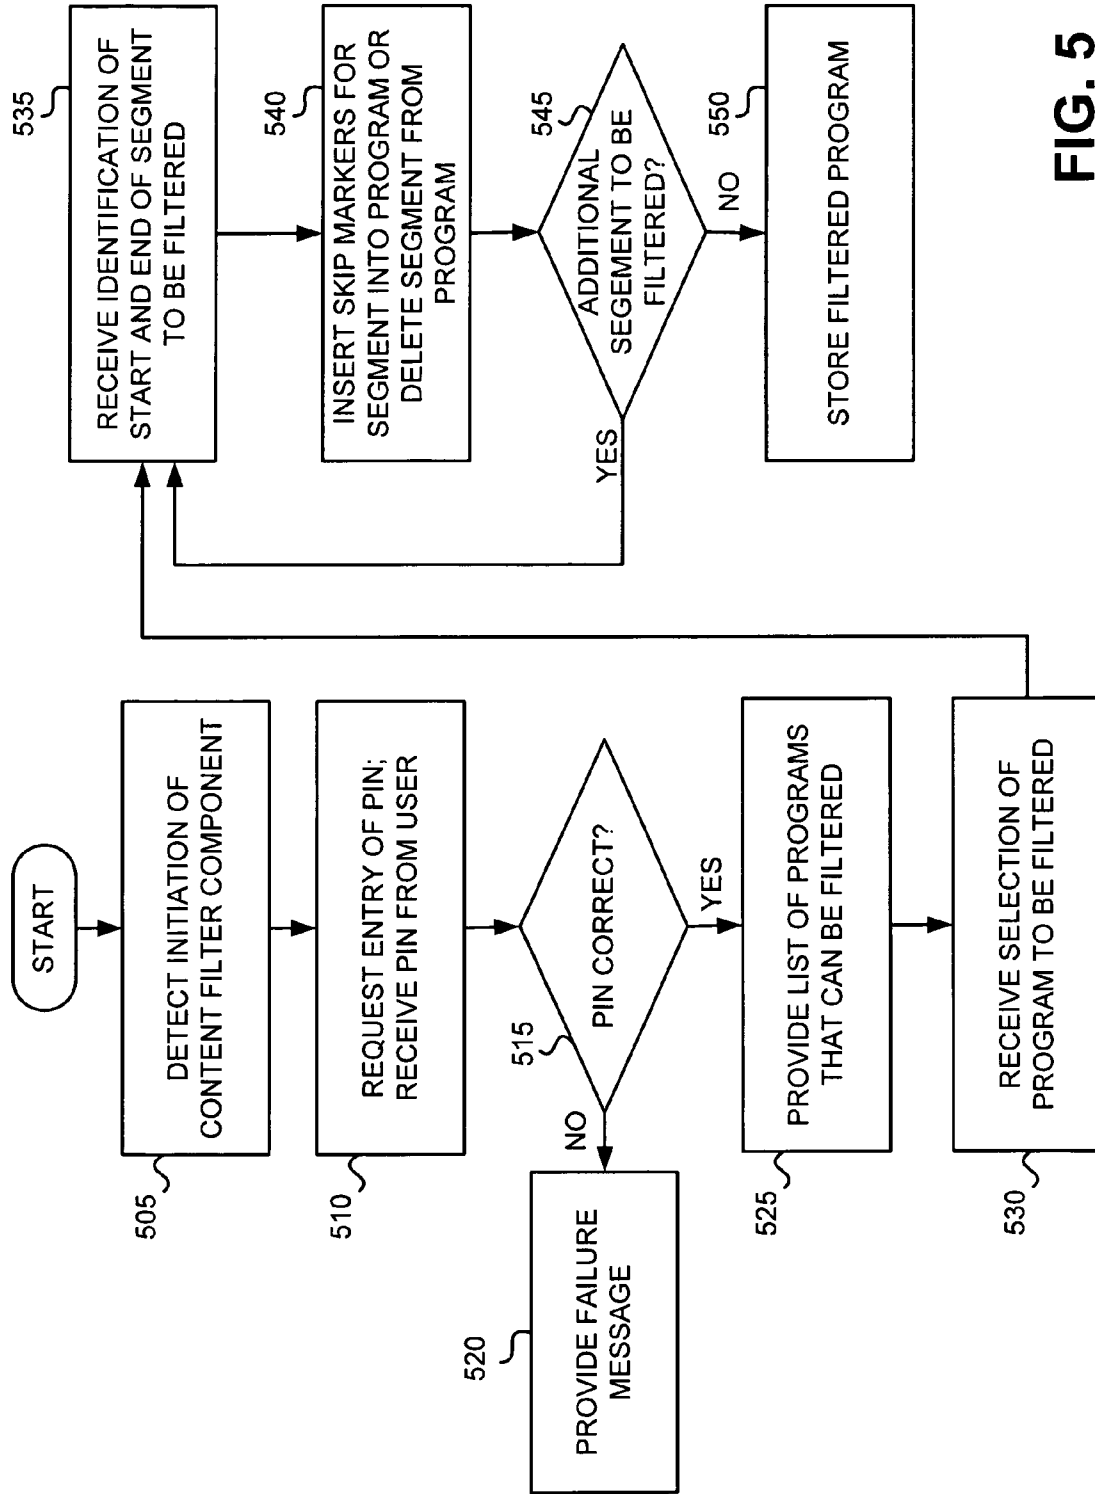 START
DETECT INITIATION OF
CONTENT FILTER COMPONENT
505
REQUEST ENTRY OF PIN;
RECEIVE PIN FROM USER
510
PIN CORRECT?
515
NO
PROVIDE FAILURE
MESSAGE
520
YES
PROVIDE LIST OF PROGRAMS
THAT CAN BE FILTERED
525
RECEIVE SELECTION OF
PROGRAM TO BE FILTERED
530
RECEIVE IDENTIFICATION OF
START AND END OF SEGMENT
TO BE FILTERED
535
INSERT SKIP MARKERS FOR
SEGMENT INTO PROGRAM OR
DELETE SEGMENT FROM
PROGRAM
540
ADDITIONAL
SEGEMENT TO BE
FILTERED?
545
YES
NO
STORE FILTERED PROGRAM
550
FIG. 5